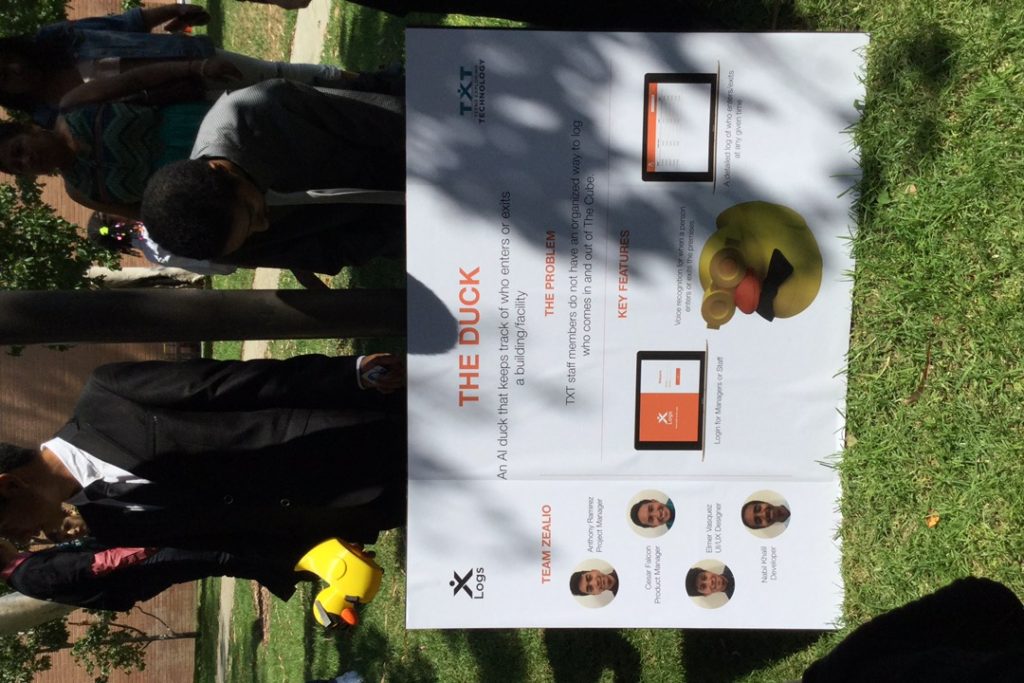 Logs
THE DUCK
TXT
TEENS EXPLORING
TECHNOLOGY
An AI duck that keeps track of who enters or exits
a building/facility
TEAM ZEALIO
Anthony Ramirez
Project Manager
Cesar Falcon
Product Manager
Elmer Vasquez
UI/UX Designer
Nabil Khalil
Developer
THE PROBLEM
TXT staff members do not have an organized way to log
who comes in and out of The Cube.
KEY FEATURES
Logs
Login for Managers or Staff
Voice recognition for when a person
enters or exits the premises
A detailed log of who enters/exits
at any given time